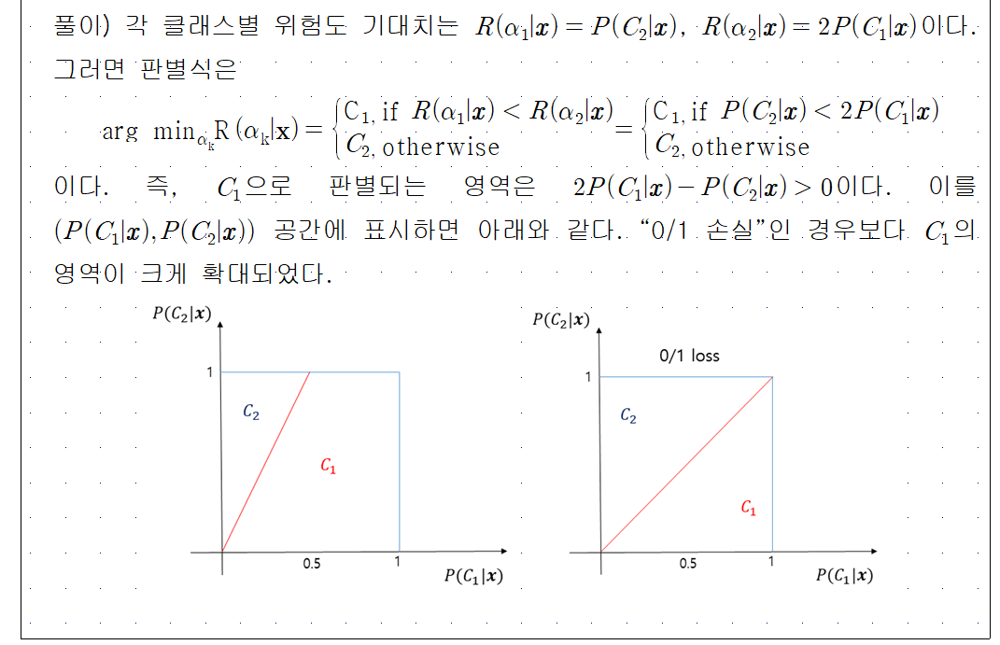 풀이) 각 클래스별 위험도 기대치는 R(α₁|x) = P(C₂|x), R(α₂|x) = 2P(C₁|x)이다.
그러면 판별식은
arg min_{α_k} R(α_k|x) = { C₁, if R(α₁|x) < R(α₂|x) = { C₁, if P(C₂|x) < 2P(C₁|x)
C₂, otherwise C₂, otherwise
이다. 즉, C₁으로 판별되는 영역은 2P(C₁|x) − P(C₂|x) > 0이다. 이를
(P(C₁|x), P(C₂|x)) 공간에 표시하면 아래와 같다. “0/1 손실”인 경우보다 C₁의
영역이 크게 확대되었다.
P(C₂|x)
1
C₂
C₁
0.5 1
P(C₁|x)
P(C₂|x)
0/1 loss
1
C₂
C₁
0.5 1
P(C₁|x)